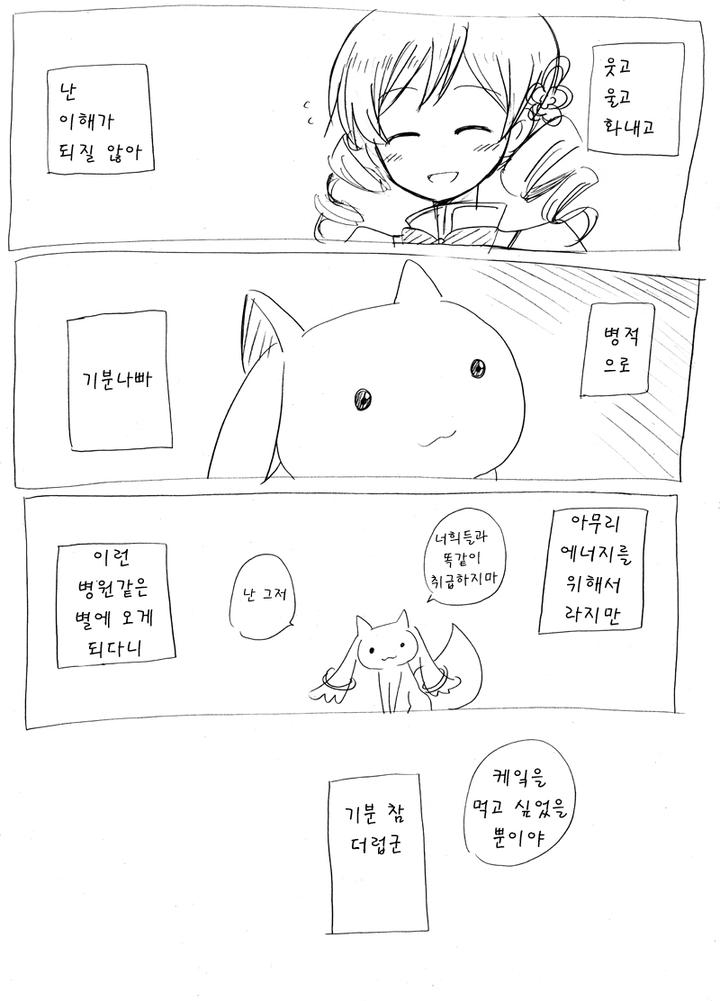 웃고
울고
화내고
난
이해가
되질 않아
병적
으로
기분나빠
아무리
에너지를
위해서
라지만
너희들과
똑같이
취급하지마
난 그저
이런
병원같은
별에 오게
되다니
케잌을
먹고 싶었을
뿐이야
기분 참
더럽군